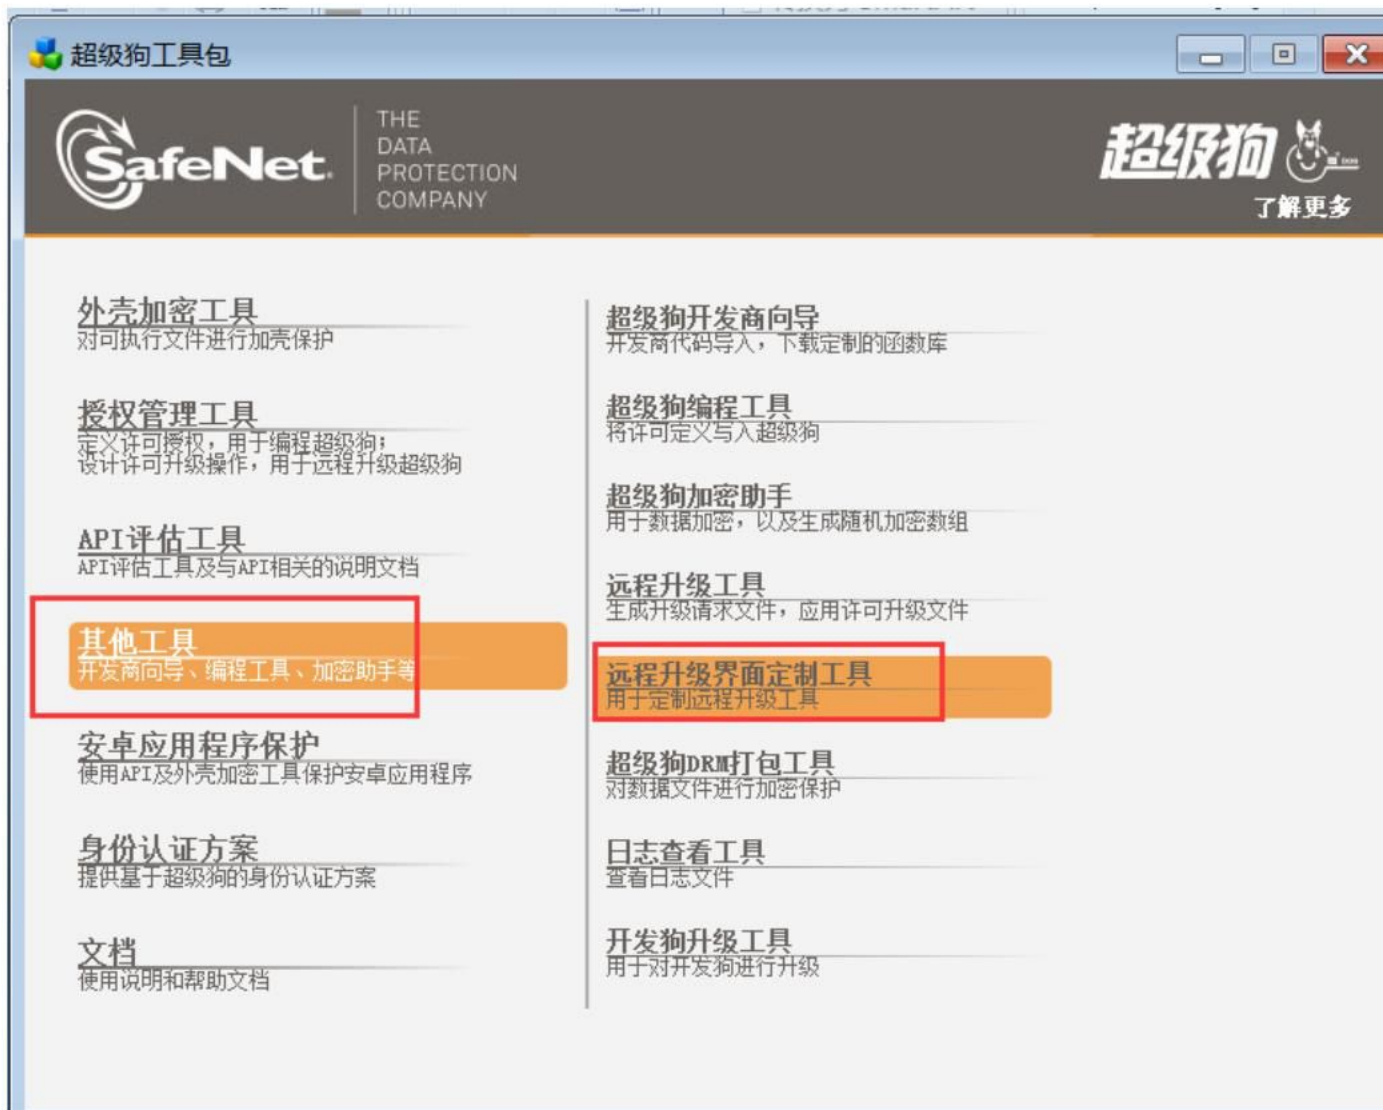 超级狗工具包
SafeNet.
THE
DATA
PROTECTION
COMPANY
超级狗
了解更多
外壳加密工具
对可执行文件进行加壳保护
授权管理工具
定义许可授权，用于编程超级狗；
设计许可升级操作，用于远程升级超级狗
API评估工具
API评估工具及与API相关的说明文档
其他工具
开发商向导、编程工具、加密助手等
安卓应用程序保护
使用API及外壳加密工具保护安卓应用程序
身份认证方案
提供基于超级狗的身份认证方案
文档
使用说明和帮助文档
超级狗开发商向导
开发商代码导入，下载定制的函数库
超级狗编程工具
将许可定义写入超级狗
超级狗加密助手
用于数据加密，以及生成随机加密数组
远程升级工具
生成升级请求文件，应用许可升级文件
远程升级界面定制工具
用于定制远程升级工具
超级狗DRM打包工具
对数据文件进行加密保护
日志查看工具
查看日志文件
开发狗升级工具
用于对开发狗进行升级